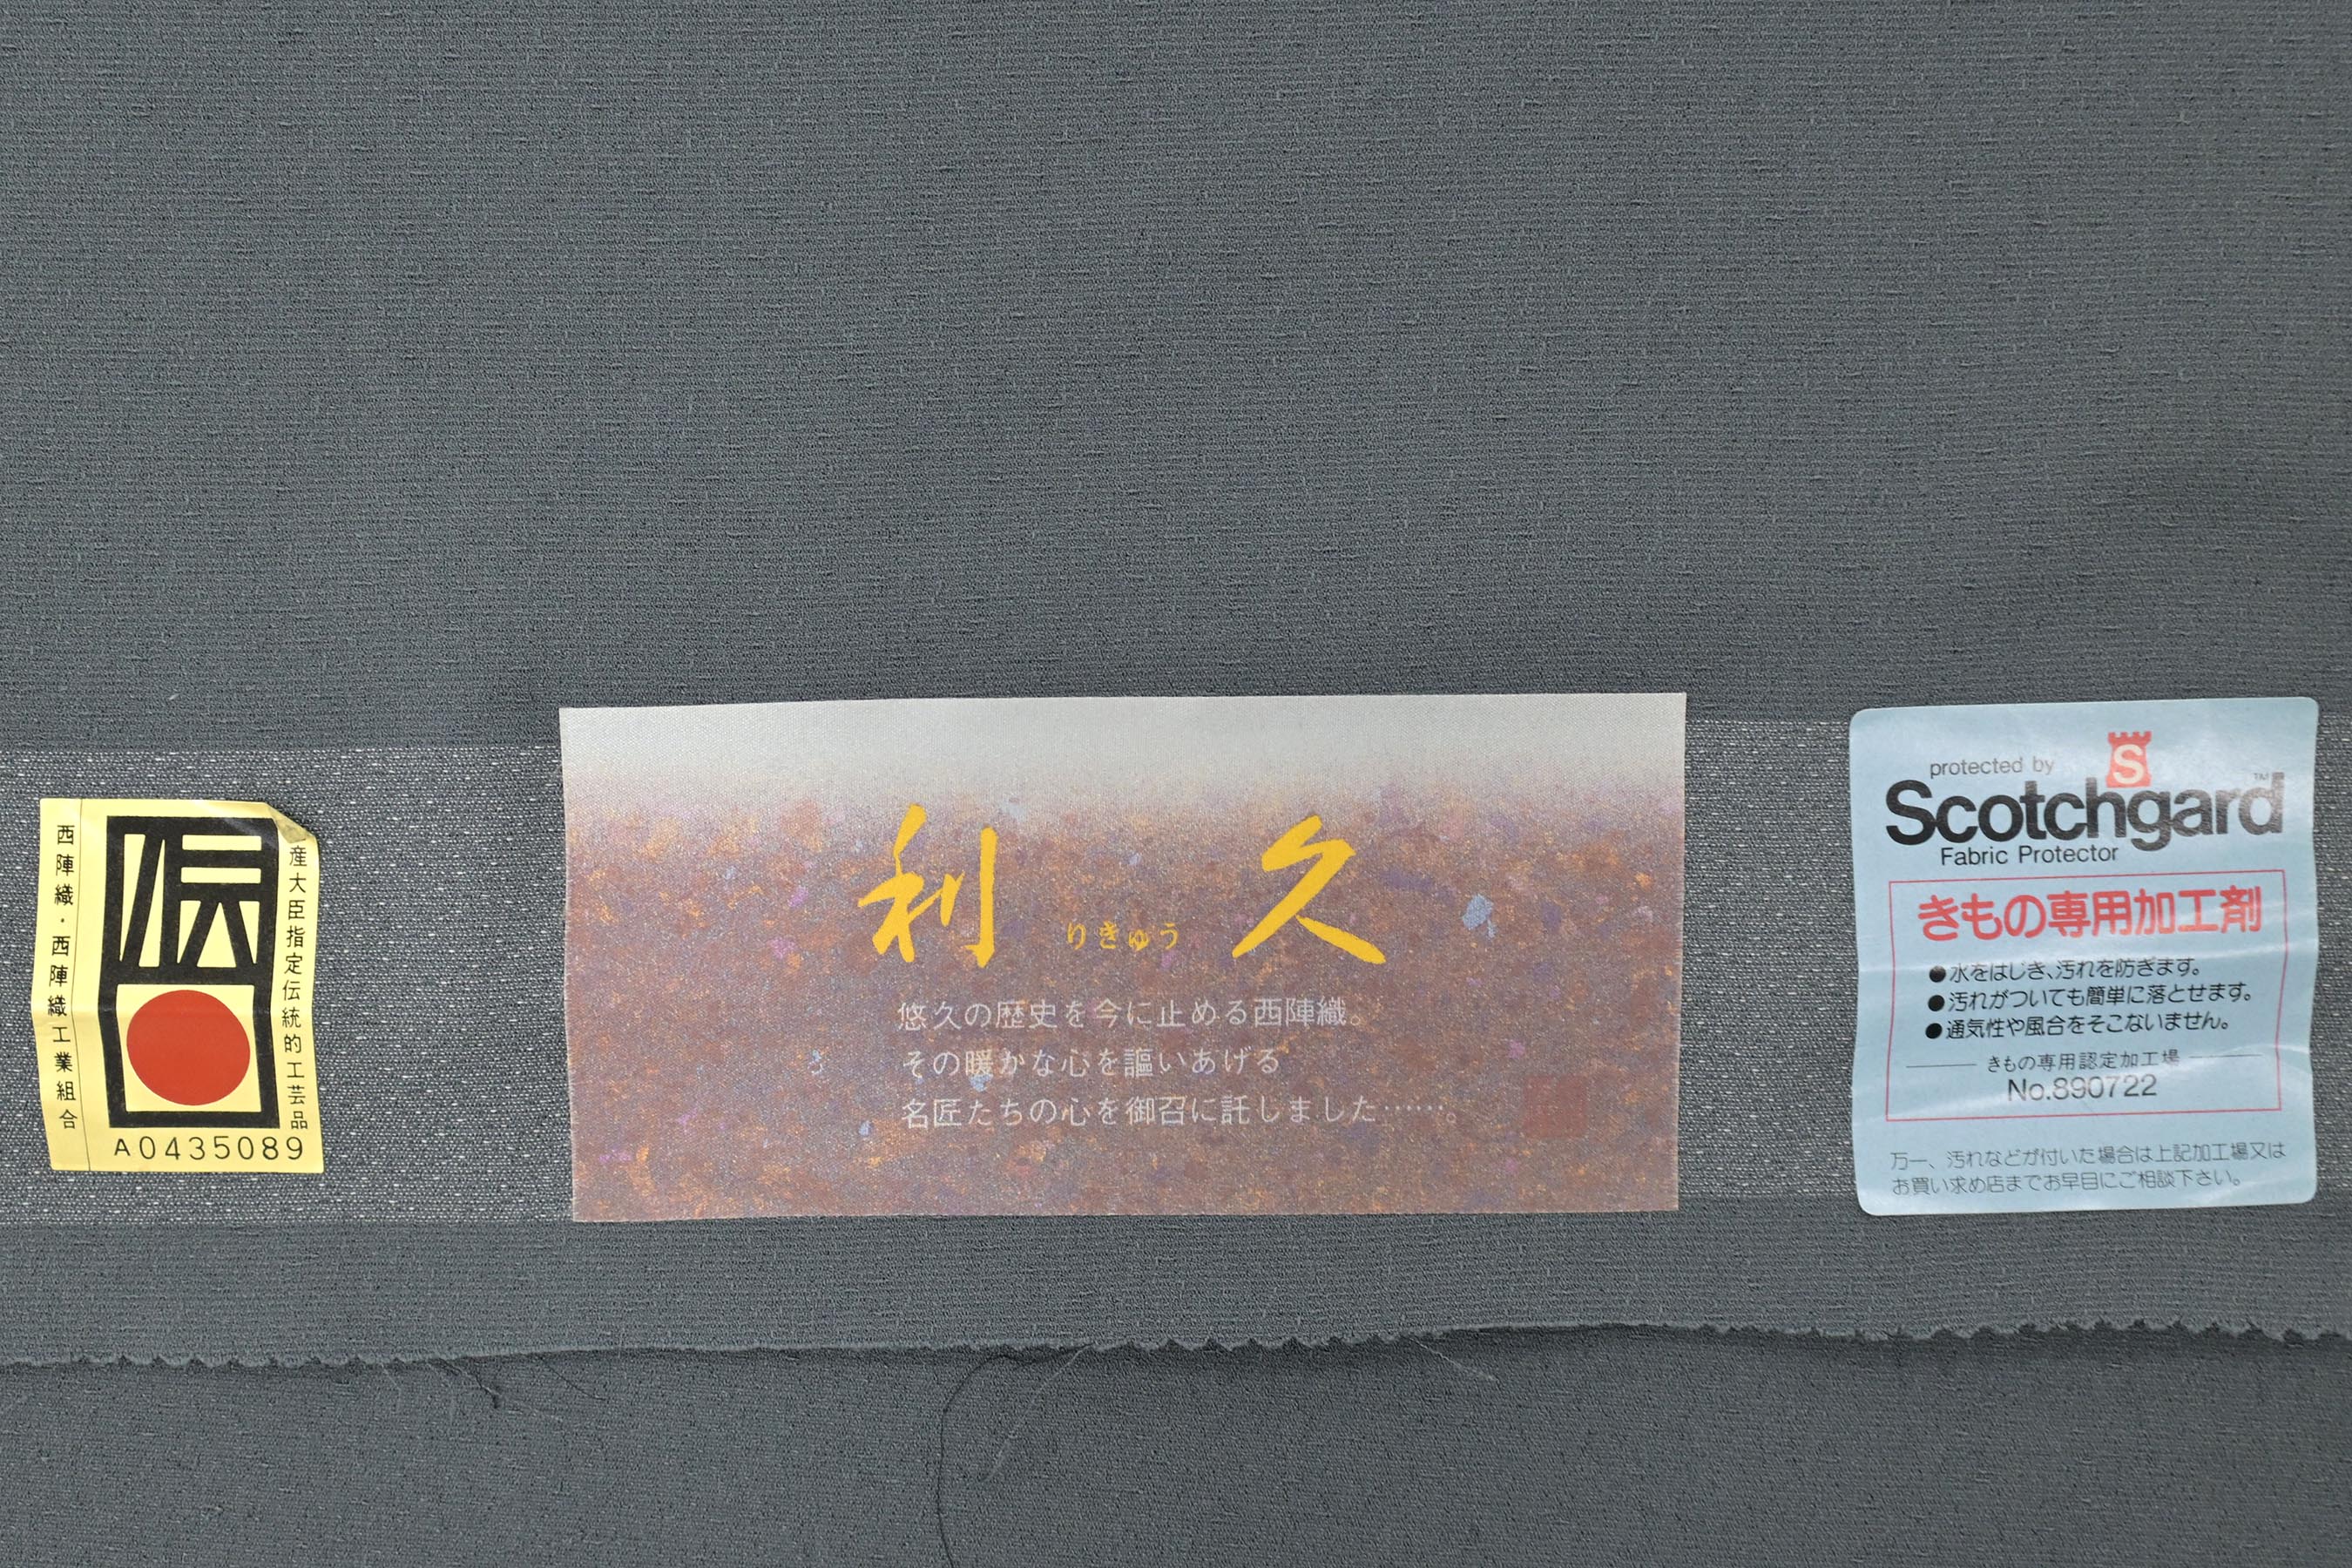 西陣織・西陣織工業組合
伝
産大臣指定伝統的工芸品
A0435089
利久
りきゅう
悠久の歴史を今に止める西陣織。
その暖かな心を謳いあげる
名匠たちの心を御召に託しました……。
protected by
S
Scotchgard™
Fabric Protector
きもの専用加工剤
●水をはじき、汚れを防ぎます。
●汚れがついても簡単に落とせます。
●通気性や風合をそこないません。
きもの専用認定加工場
No.890722
万一、汚れなどが付いた場合は上記加工場又は
お買い求め店までお早目にご相談下さい。